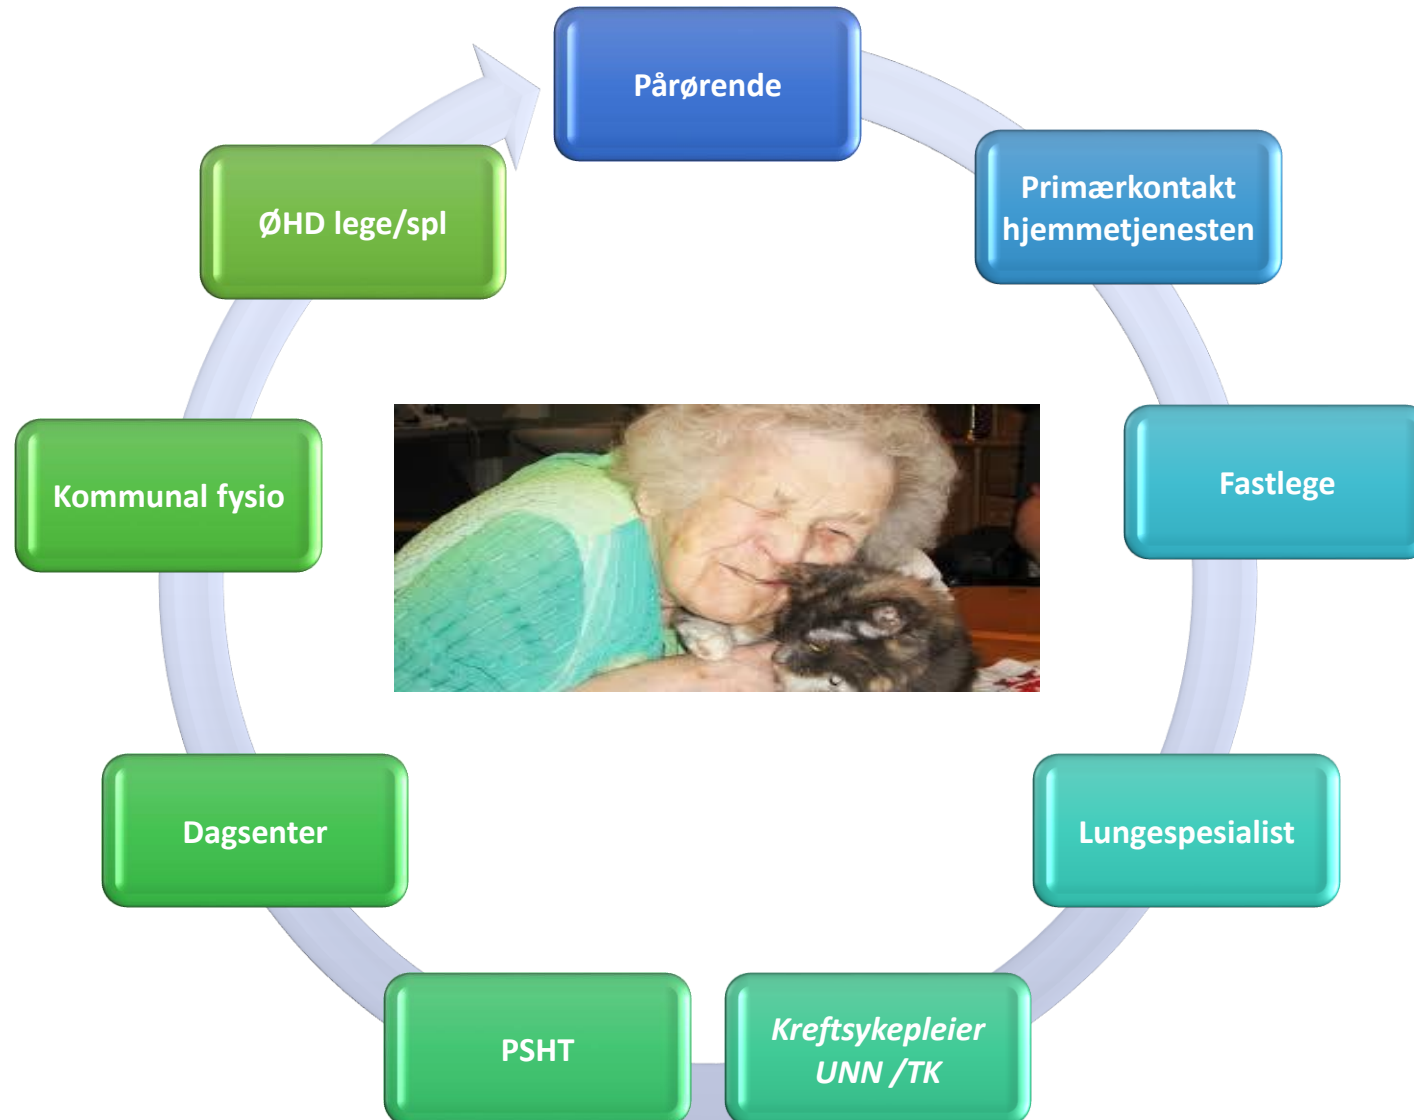 Pårørende
Primærkontakt
hjemmetjenesten
Fastlege
Lungespesialist
Kreftsykepleier
UNN /TK
PSHT
Dagsenter
Kommunal fysio
ØHD lege/spl